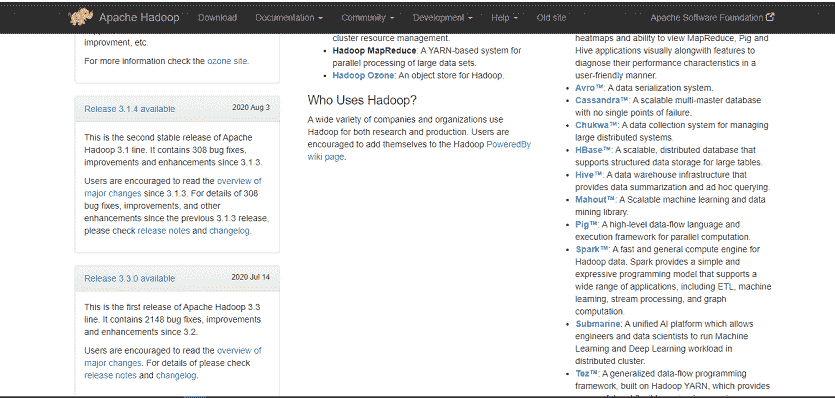 Apache Hadoop Download Documentation Community Development Help Old site Apache Software Foundation
improvment, etc.
For more information check the ozone site.
Release 3.1.4 available 2020 Aug 3
This is the second stable release of Apache
Hadoop 3.1 line. It contains 308 bug fixes,
improvements and enhancements since 3.1.3.
Users are encouraged to read the overview of
major changes since 3.1.3. For details of 308
bug fixes, improvements, and other
enhancements since the previous 3.1.3 release,
please check release notes and changelog.
Release 3.3.0 available 2020 Jul 14
This is the first release of Apache Hadoop 3.3
line. It contains 2148 bug fixes, improvements
and enhancements since 3.2.
Users are encouraged to read the overview of
major changes. For details of please check
release notes and changelog.
cluster resource management.
Hadoop MapReduce: A YARN-based system for
parallel processing of large data sets.
Hadoop Ozone: An object store for Hadoop.
Who Uses Hadoop?
A wide variety of companies and organizations use
Hadoop for both research and production. Users are
encouraged to add themselves to the Hadoop PoweredBy
wiki page.
heatmaps and ability to view MapReduce, Pig and
Hive applications visually alongwith features to
diagnose their performance characteristics in a
user-friendly manner.
Avro™: A data serialization system.
Cassandra™: A scalable multi-master database
with no single points of failure.
Chukwa™: A data collection system for managing
large distributed systems.
HBase™: A scalable, distributed database that
supports structured data storage for large tables.
Hive™: A data warehouse infrastructure that
provides data summarization and ad hoc querying.
Mahout™: A Scalable machine learning and data
mining library.
Pig™: A high-level data-flow language and
execution framework for parallel computation.
Spark™: A fast and general compute engine for
Hadoop data. Spark provides a simple and
expressive programming model that supports a
wide range of applications, including ETL, machine
learning, stream processing, and graph
computation.
Submarine: A unified AI platform which allows
engineers and data scientists to run Machine
Learning and Deep Learning workload in
distributed cluster.
Tez™: A generalized data-flow programming
framework, built on Hadoop YARN, which provides